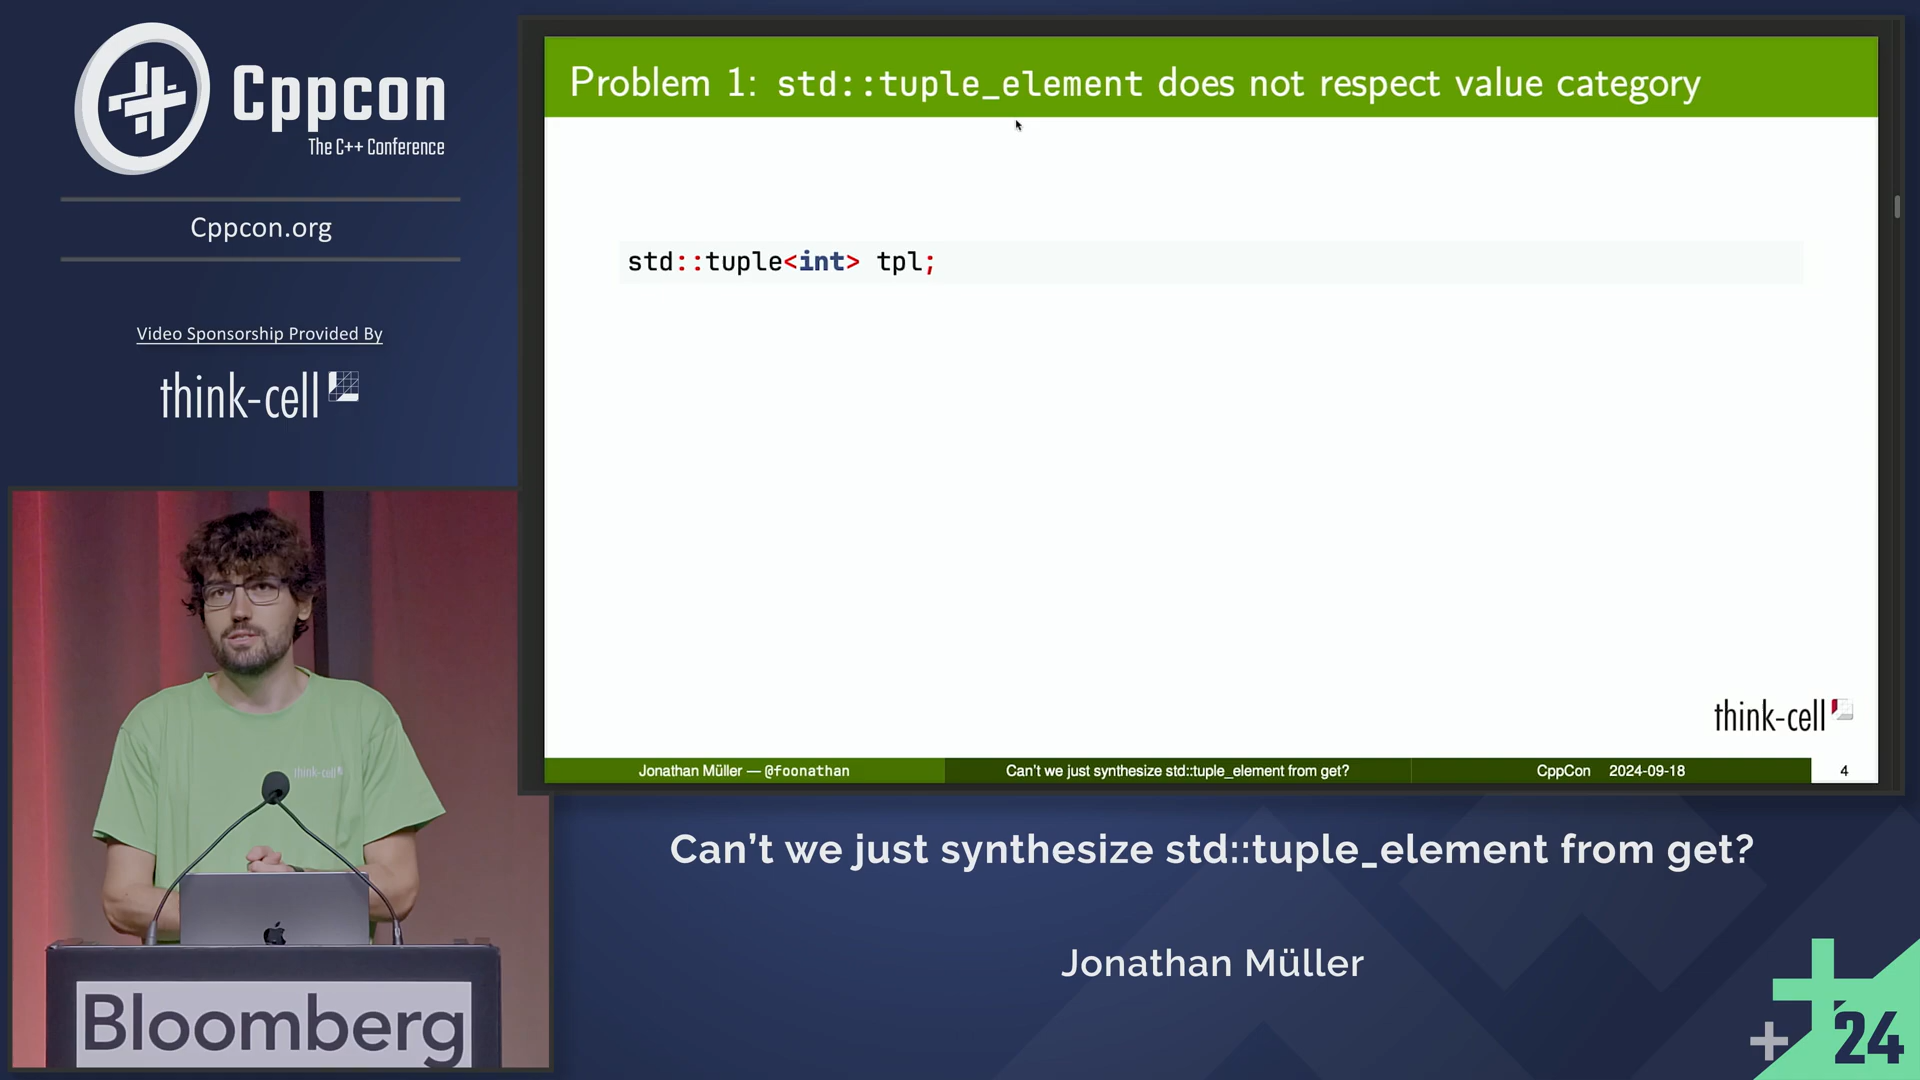 Cppcon
The C++ Conference
Cppcon.org
Video Sponsorship Provided By
think-cell
Problem 1: std::tuple_element does not respect value category
std::tuple<int> tpl;
think-cell
Jonathan Müller — @foonathan
Can't we just synthesize std::tuple_element from get?
CppCon 2024-09-18
4
think-cell
Bloomberg
Can't we just synthesize std::tuple_element from get?
Jonathan Müller
24